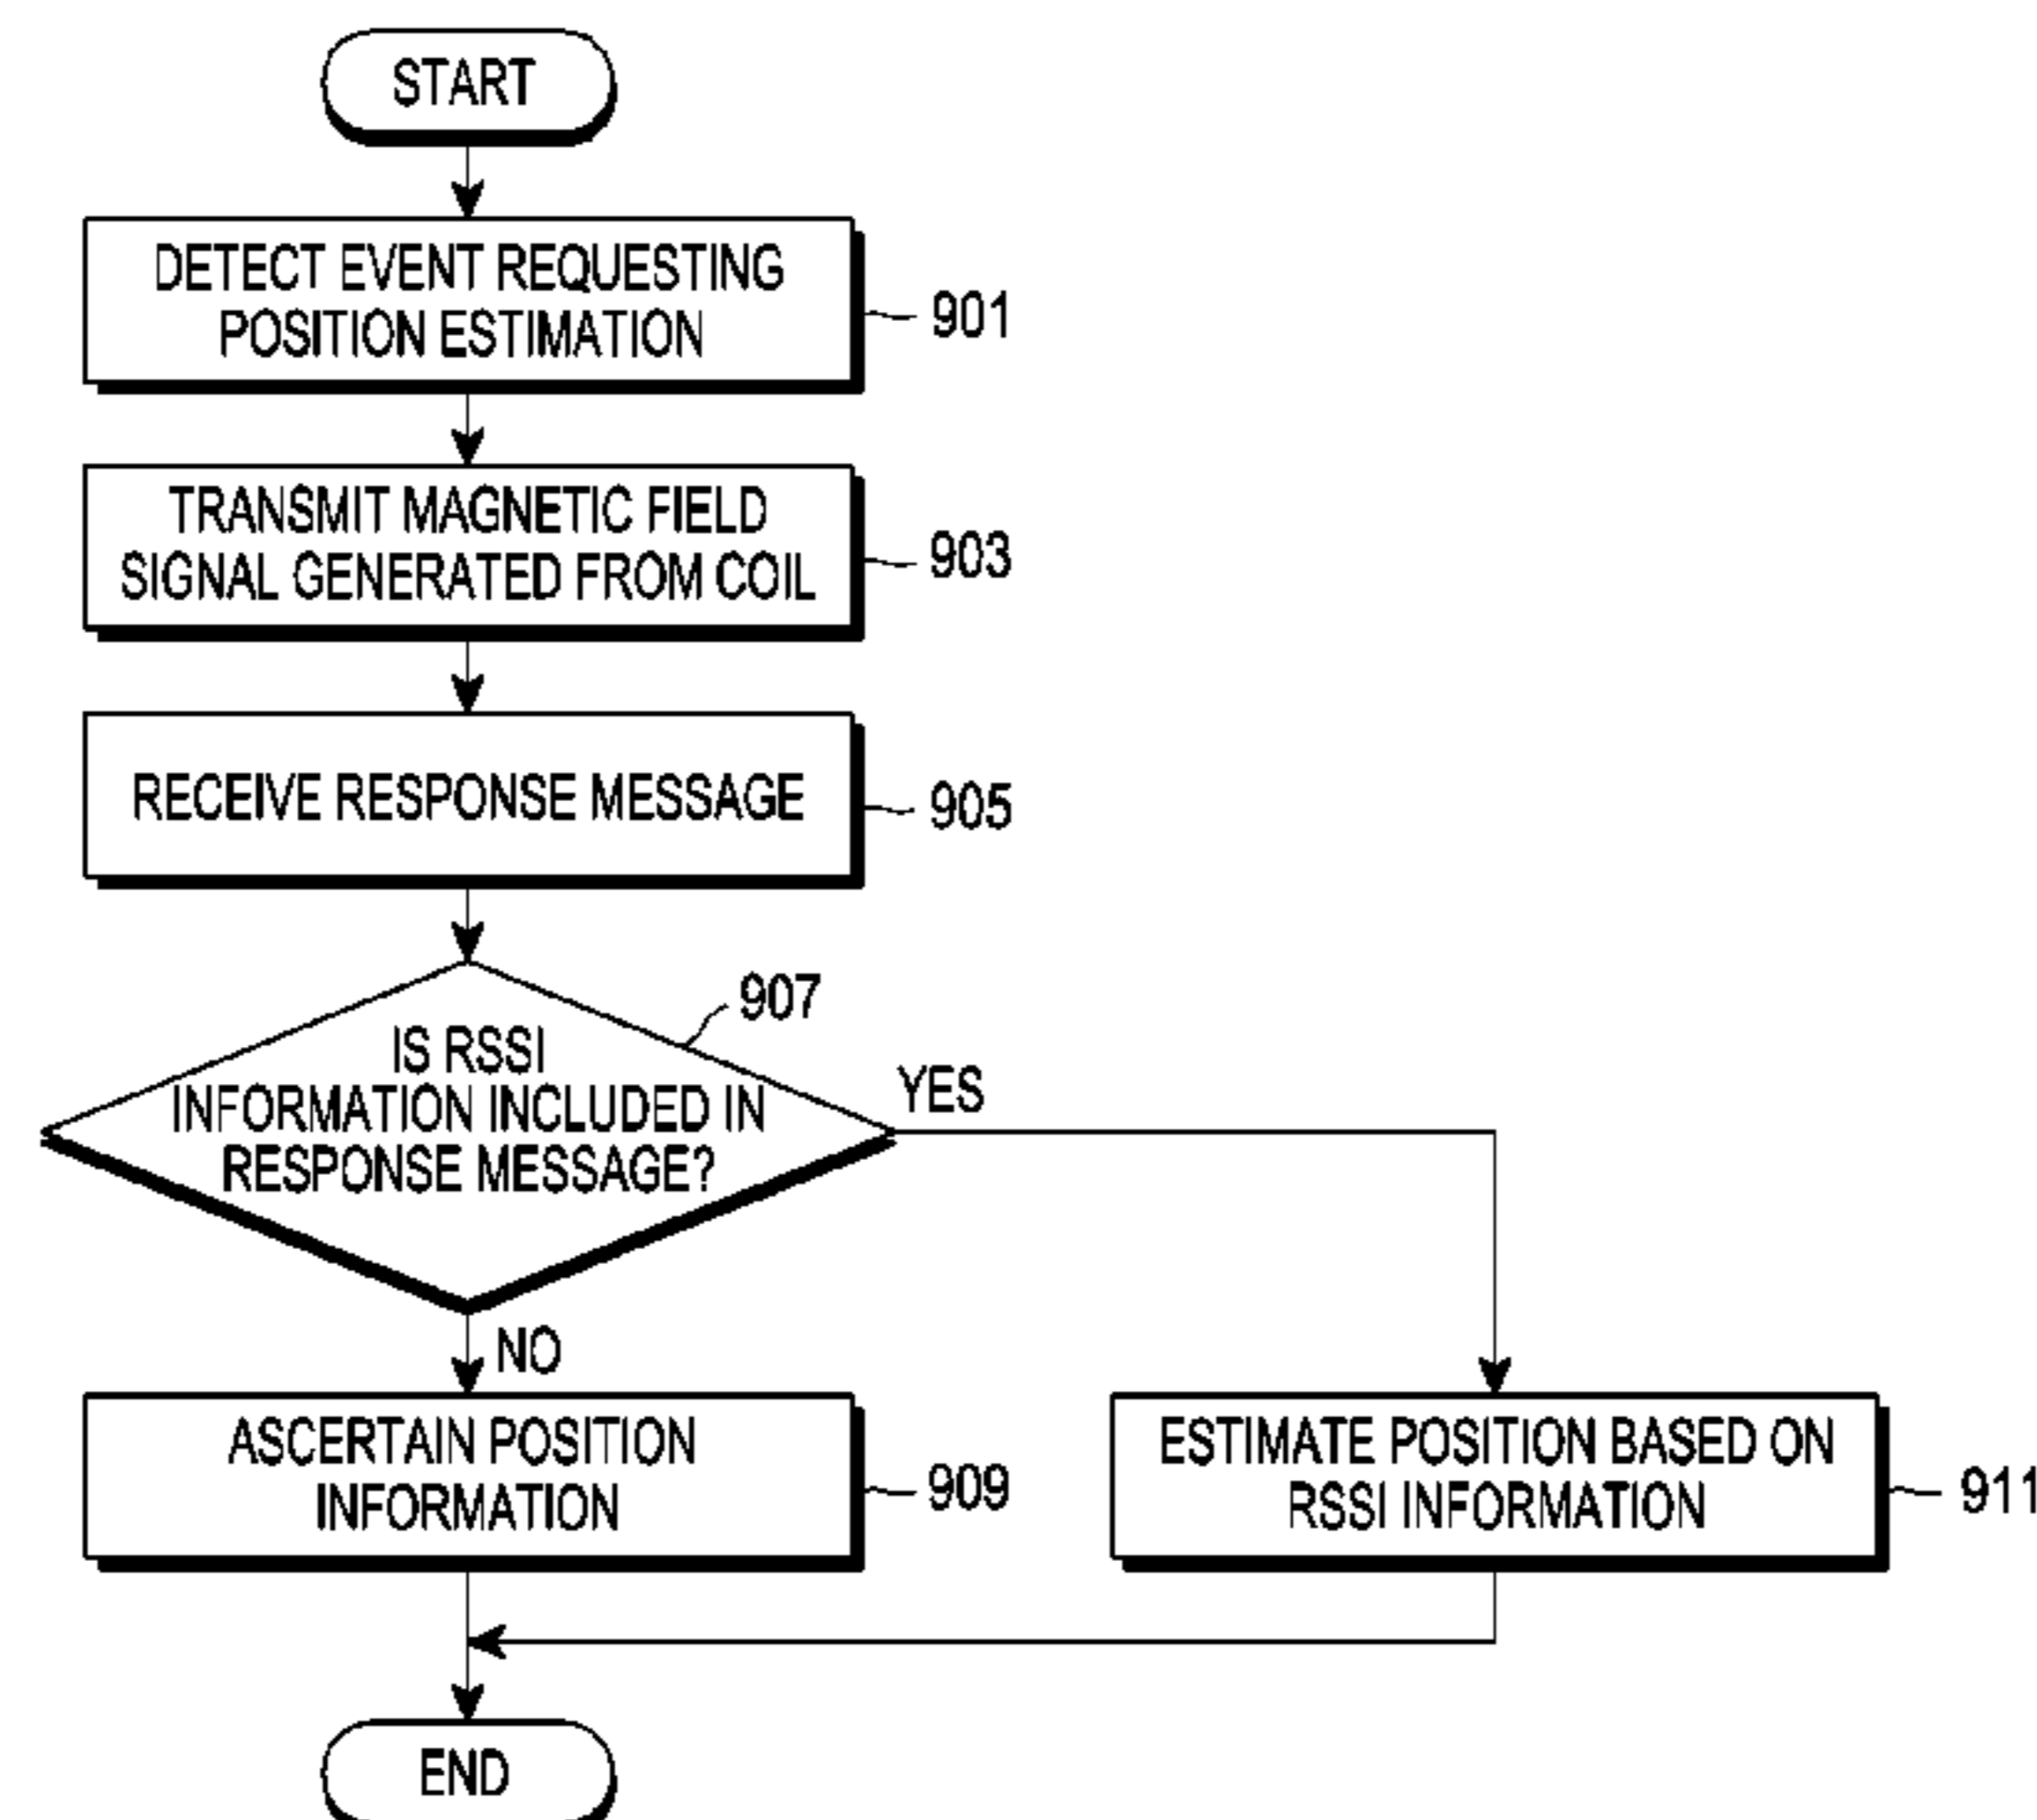 START
DETECT EVENT REQUESTING
POSITION ESTIMATION
901
TRANSMIT MAGNETIC FIELD
SIGNAL GENERATED FROM COIL
903
RECEIVE RESPONSE MESSAGE
905
907
IS RSSI
INFORMATION INCLUDED IN
RESPONSE MESSAGE?
YES
NO
ASCERTAIN POSITION
INFORMATION
909
ESTIMATE POSITION BASED ON
RSSI INFORMATION
911
END